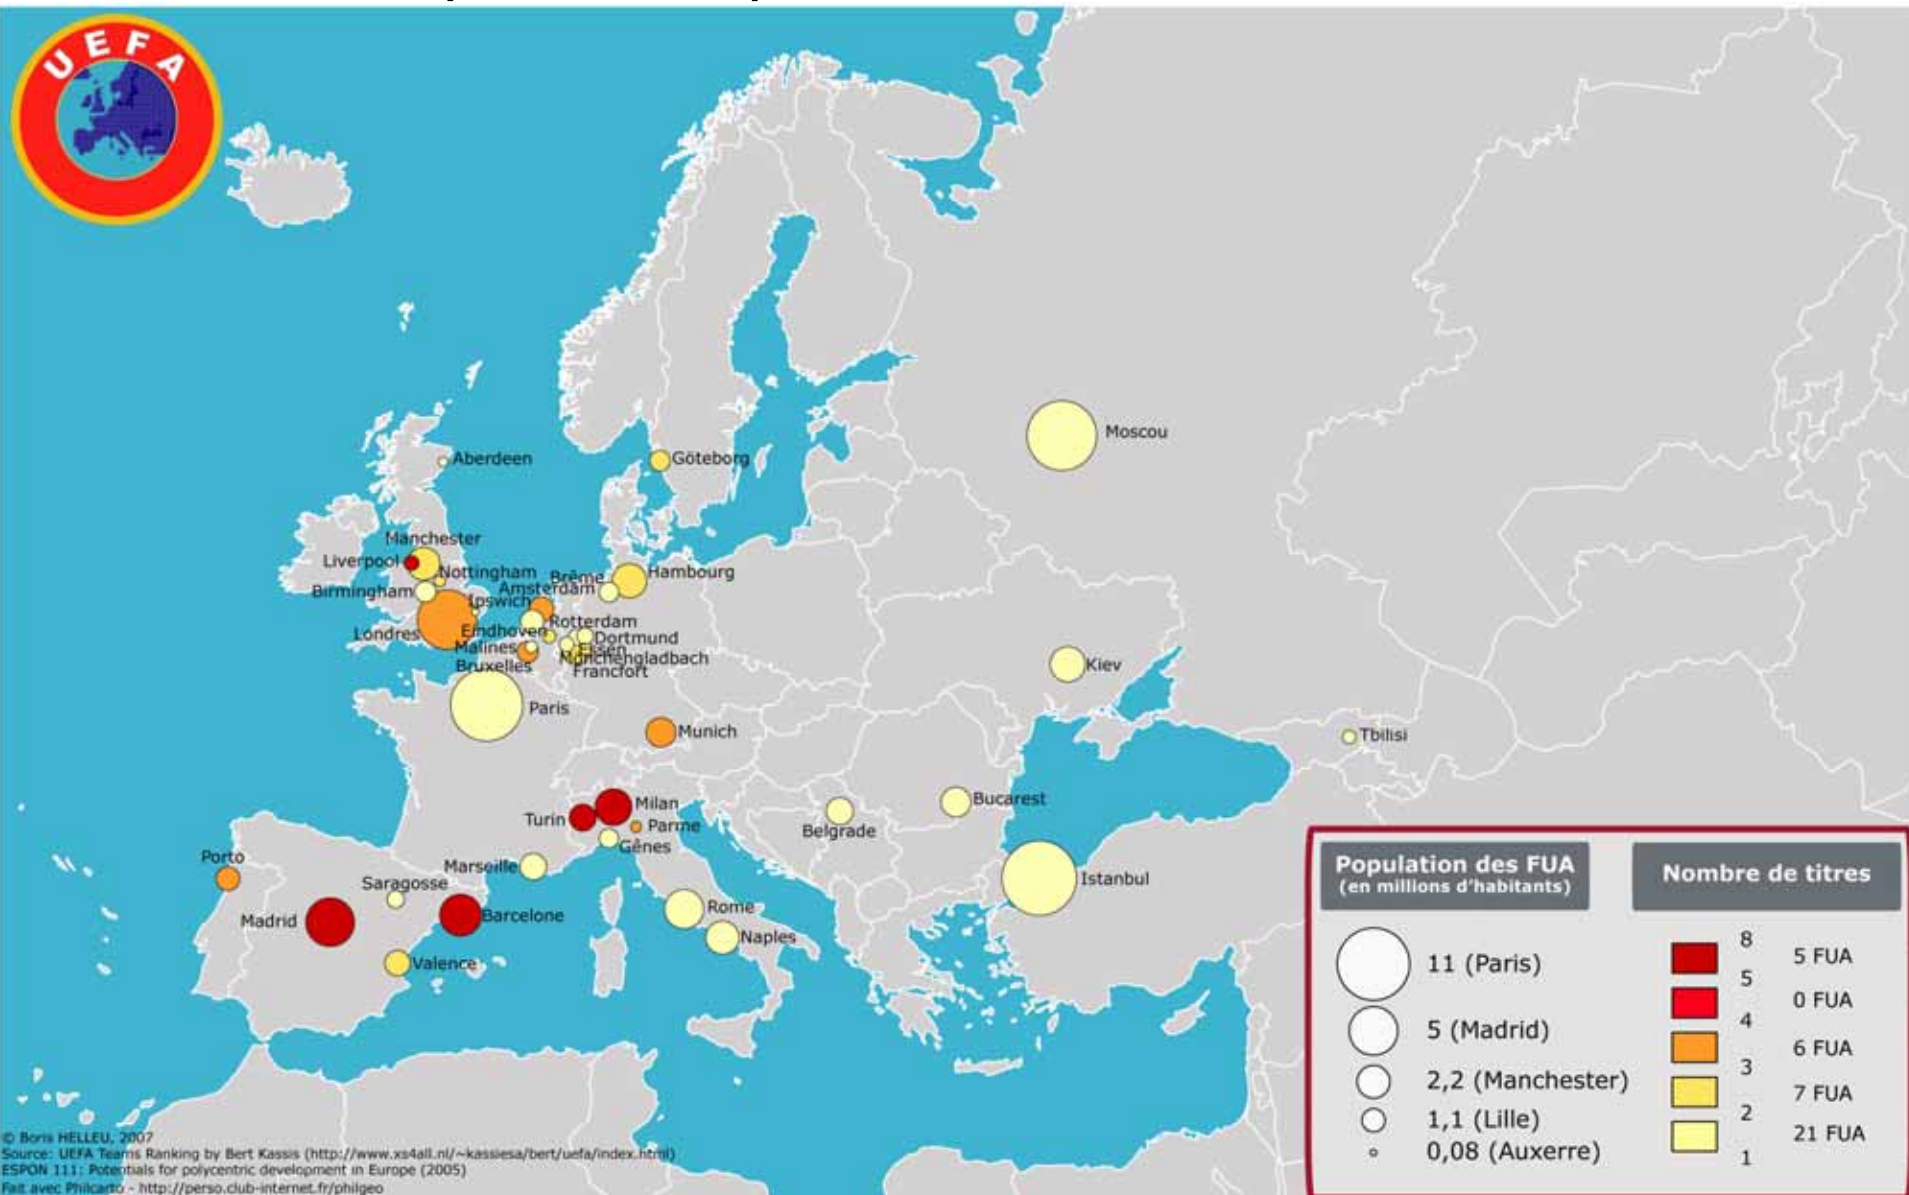 UEFA
Aberdeen
Göteborg
Moscou
Manchester
Liverpool
Nottingham
Birmingham
Brême
Hambourg
Amsterdam
Ipswich
Londres
Rotterdam
Eindhoven
Dortmund
Malines
Essen
Bruxelles
Mönchengladbach
Francfort
Kiev
Paris
Munich
Tbilisi
Milan
Turin
Parme
Gênes
Belgrade
Bucarest
Porto
Marseille
Saragosse
Madrid
Barcelone
Rome
Naples
Istanbul
Valence
Population des FUA
(en millions d'habitants)
11 (Paris)
5 (Madrid)
2,2 (Manchester)
1,1 (Lille)
0,08 (Auxerre)
Nombre de titres
8
5 FUA
5
0 FUA
4
6 FUA
3
7 FUA
2
21 FUA
1
© Boris HELLEU, 2007
Source: UEFA Teams Ranking by Bert Kassis (http://www.xs4all.nl/~kassiesa/bert/uefa/index.html)
ESPON 111: Potentials for polycentric development in Europe (2005)
Fait avec Philcarto - http://perso.club-internet.fr/philgeo